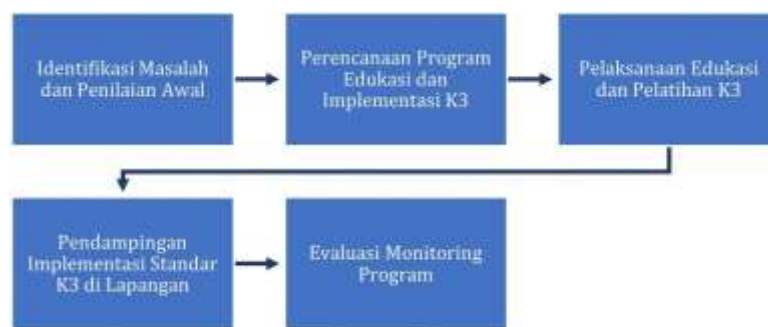 Identifikasi Masalah
dan Penilaian Awal
Perencanaan Program
Edukasi dan
Implementasi K3
Pelaksanaan Edukasi
dan Pelatihan K3
Pendampingan
Implementasi Standar
K3 di Lapangan
Evaluasi Monitoring
Program